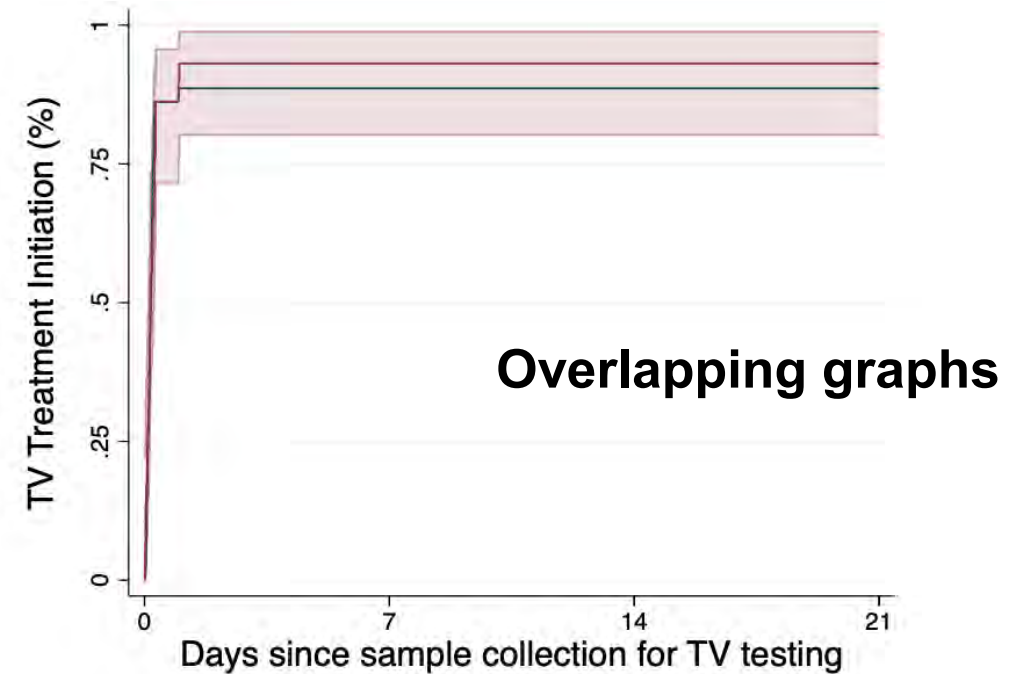 TV Treatment Initiation (%)
1
.75
.5
.25
0
Overlapping graphs
0 7 14 21
Days since sample collection for TV testing